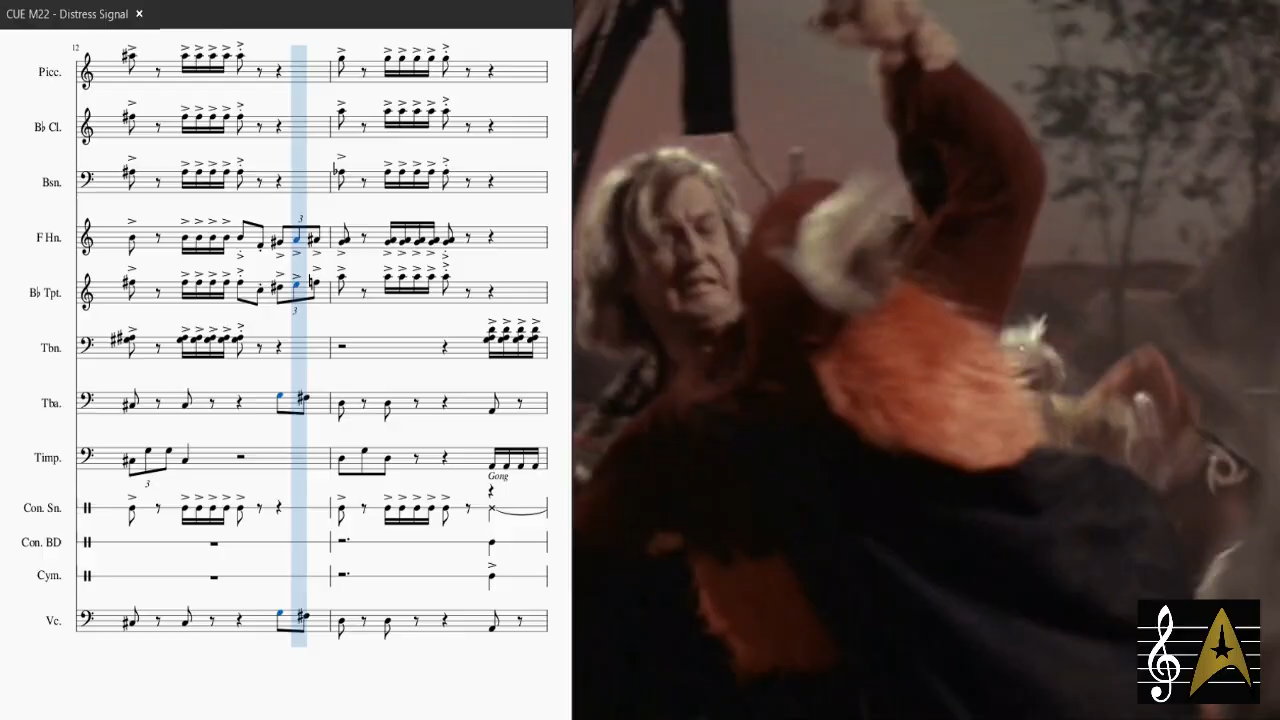 CUE M22 - Distress Signal ×
12
Picc.
B♭ Cl.
Bsn.
F Hn.
3
B♭ Tpt.
3
Tbn.
Tba.
Timp.
3
Gong
Con. Sn.
Con. BD
Cym.
Vc.